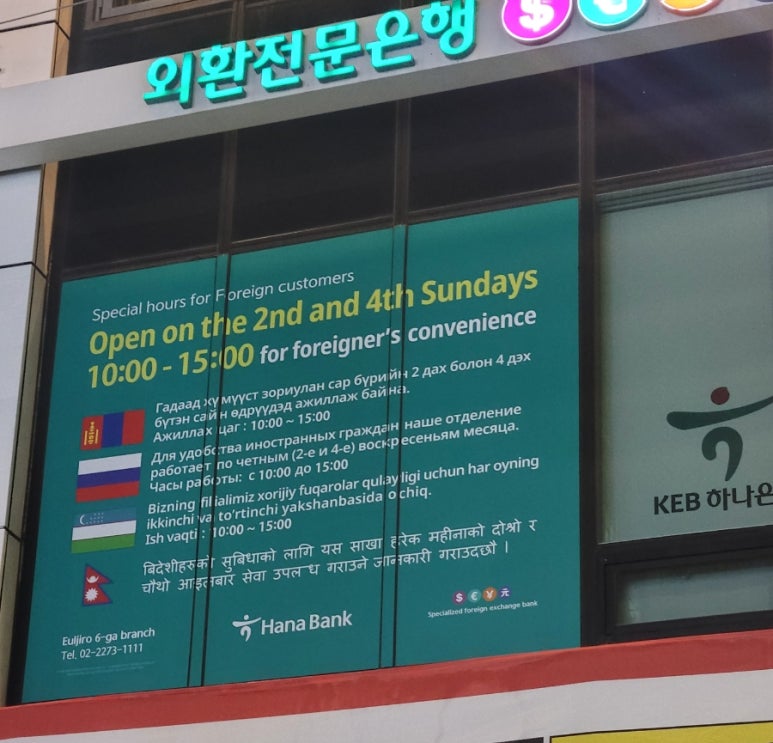 외환전문은행
Special hours for Foreign customers
Open on the 2nd and 4th Sundays
10:00 - 15:00 for foreigner's convenience
Гадаад хүмүүст зориулан сар бүрийн 2 дах болон 4 дэх
бүтэн сайн өдрүүдэд ажиллаж байна.
Ажиллах цаг : 10:00 ~ 15:00
Для удобства иностранных граждан наше отделение
работает по четным (2-е и 4-е) воскресеньям месяца.
Часы работы: с 10:00 до 15:00
Bizning filialimiz xorijiy fuqarolar qulayligi uchun har oyning
ikkinchi va to'rtinchi yakshanbasida ochiq.
Ish vaqti : 10:00 ~ 15:00
बिदेशीहरुको सुबिधाको लागि यस साखा हरेक महीनाको दोश्रो र
चौथो आइतबार सेवा उपलब्ध गराउने जानकारी गराउदछौ ।
Euljiro 6-ga branch
Tel. 02-2273-1111
Hana Bank
$ € ¥ 元
Specialized foreign exchange bank
KEB 하나은